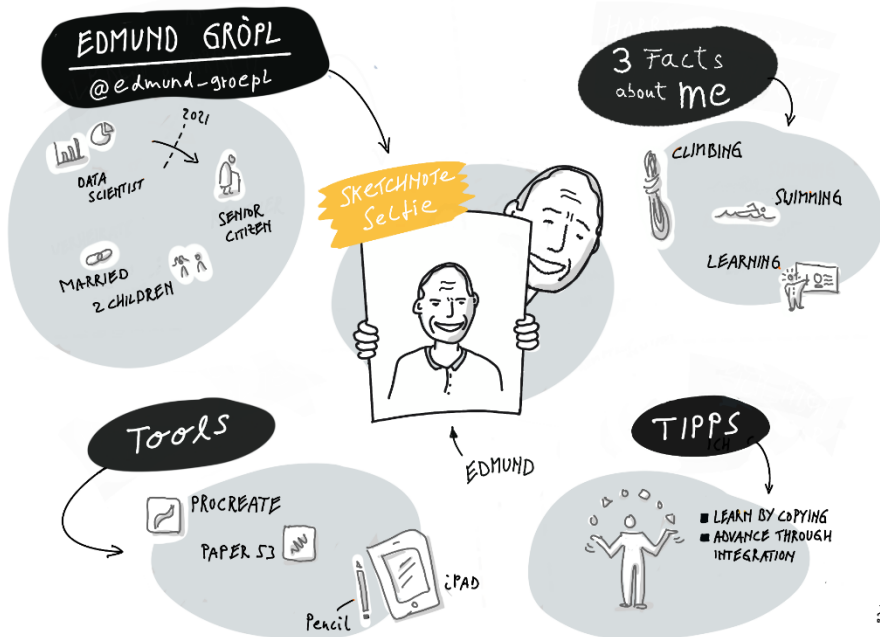 EDMUND GRÖPL
@edmund_groepl
2021
DATA
SCIENTIST
SENIOR
CITIZEN
MARRIED
2 CHILDREN
SKETCHNOTE
Selfie
EDMUND
3 Facts
about me
CLIMBING
SWIMMING
LEARNING
TOOLS
PROCREATE
PAPER 53
Pencil
iPAD
TIPPS
ICH
LEARN BY COPYING
ADVANCE THROUGH
INTEGRATION